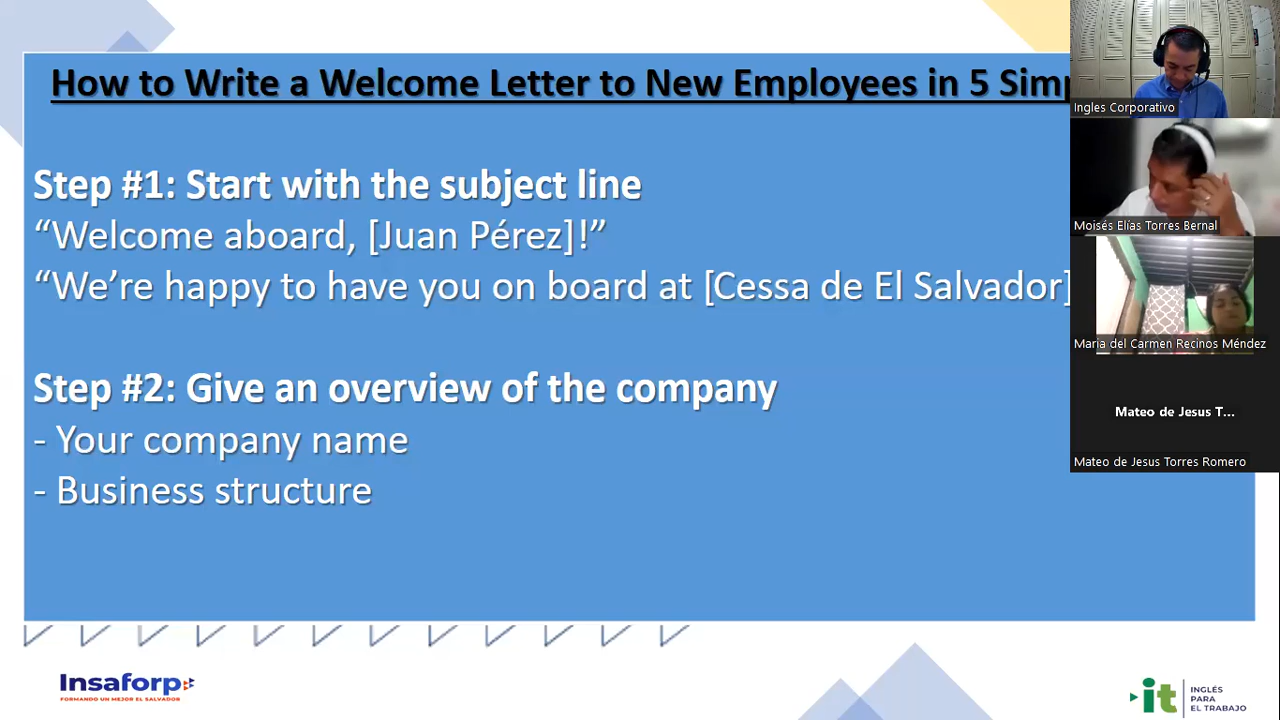 How to Write a Welcome Letter to New Employees in 5 Sim
Step #1: Start with the subject line
“Welcome aboard, [Juan Pérez]!”
“We’re happy to have you on board at [Cessa de El Salvador]
Step #2: Give an overview of the company
- Your company name
- Business structure
Ingles Corporativo
Moisés Elías Torres Bernal
Maria del Carmen Recinos Méndez
Mateo de Jesus T...
Mateo de Jesus Torres Romero
Insaforp
FORMANDO UN MEJOR EL SALVADOR
it
INGLÉS
PARA
EL TRABAJO